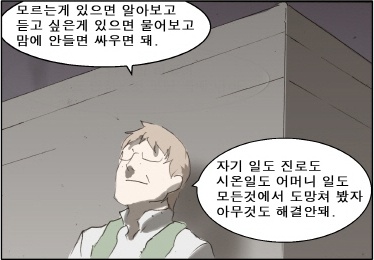 모르는게 있으면 알아보고
듣고 싶은게 있으면 물어보고
맘에 안들면 싸우면 돼.
자기 일도 진로도
시온일도 어머니 일도
모든것에서 도망쳐 봤자
아무것도 해결안돼.